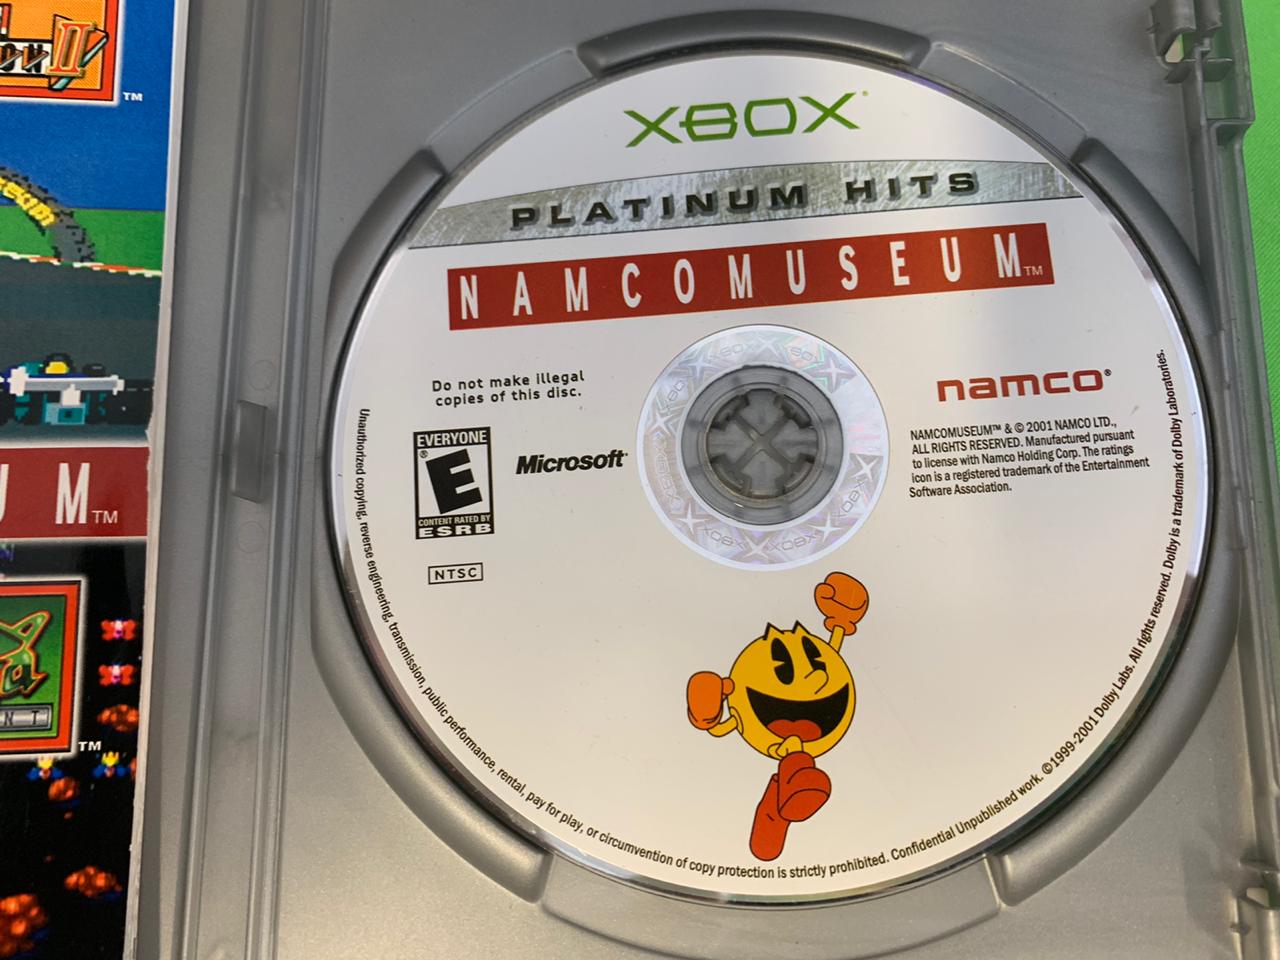 II
TM
XBOX
PLATINUM HITS
NAMCOMUSEUM™
Do not make illegal
copies of this disc.
EVERYONE
E
CONTENT RATED BY
ESRB
Microsoft
NTSC
namco®
NAMCOMUSEUM™ & © 2001 NAMCO LTD.,
ALL RIGHTS RESERVED. Manufactured pursuant
to license with Namco Holding Corp. The ratings
icon is a registered trademark of the Entertainment
Software Association.
Unauthorized copying, reverse engineering, transmission, public performance, rental, pay for play, or circumvention of copy protection is strictly prohibited. Confidential Unpublished work. ©1999-2001 Dolby Labs. All rights reserved. Dolby is a trademark of Dolby Laboratories.
XBOX
UM™
NT
TM